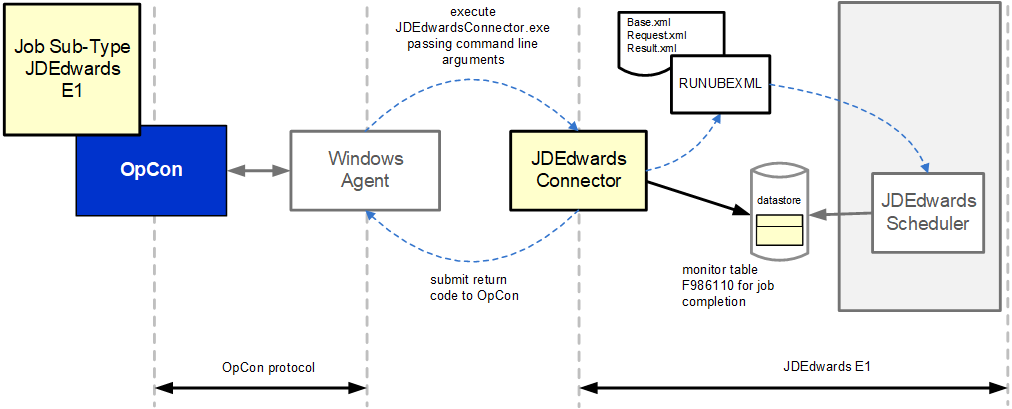 Job Sub-Type
JDEdwards
E1
OpCon
Windows
Agent
execute
JDEdwardsConnector.exe
passing command line
arguments
submit return
code to OpCon
JDEdwards
Connector
Base.xml
Request.xml
Result.xml
RUNUBEXML
datastore
monitor table
F986110 for job
completion
JDEdwards
Scheduler
OpCon protocol
JDEdwards E1